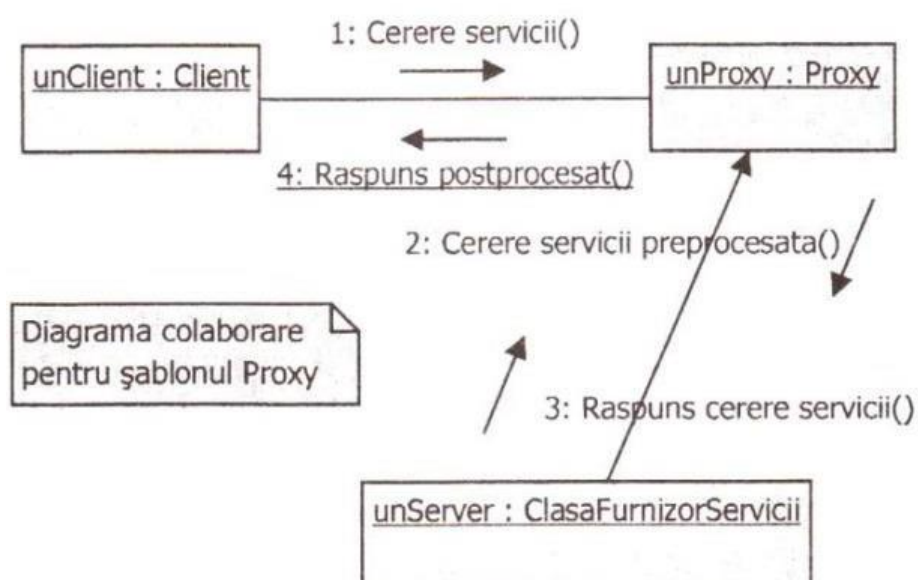 1: Cerere servicii()
unClient : Client
unProxy : Proxy
4: Raspuns postprocesat()
2: Cerere servicii preprocesata()
Diagrama colaborare
pentru şablonul Proxy
3: Raspuns cerere servicii()
unServer : ClasaFurnizorServicii